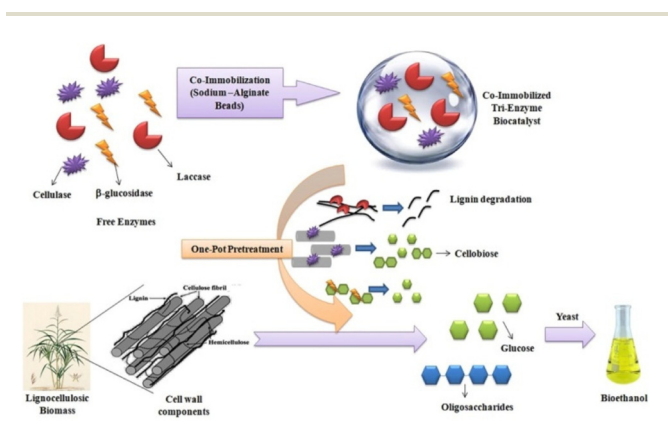 Co-Immobilization
(Sodium –Alginate
Beads)
Co-Immobilized
Tri-Enzyme
Biocatalyst
Laccase
Cellulase
β-glucosidase
Free Enzymes
Lignin degradation
One-Pot Pretreatment
Cellobiose
Cellulose fibril
Lignin
Hemicellulose
Yeast
Glucose
Lignocellulosic
Biomass
Cell wall
components
Oligosaccharides
Bioethanol